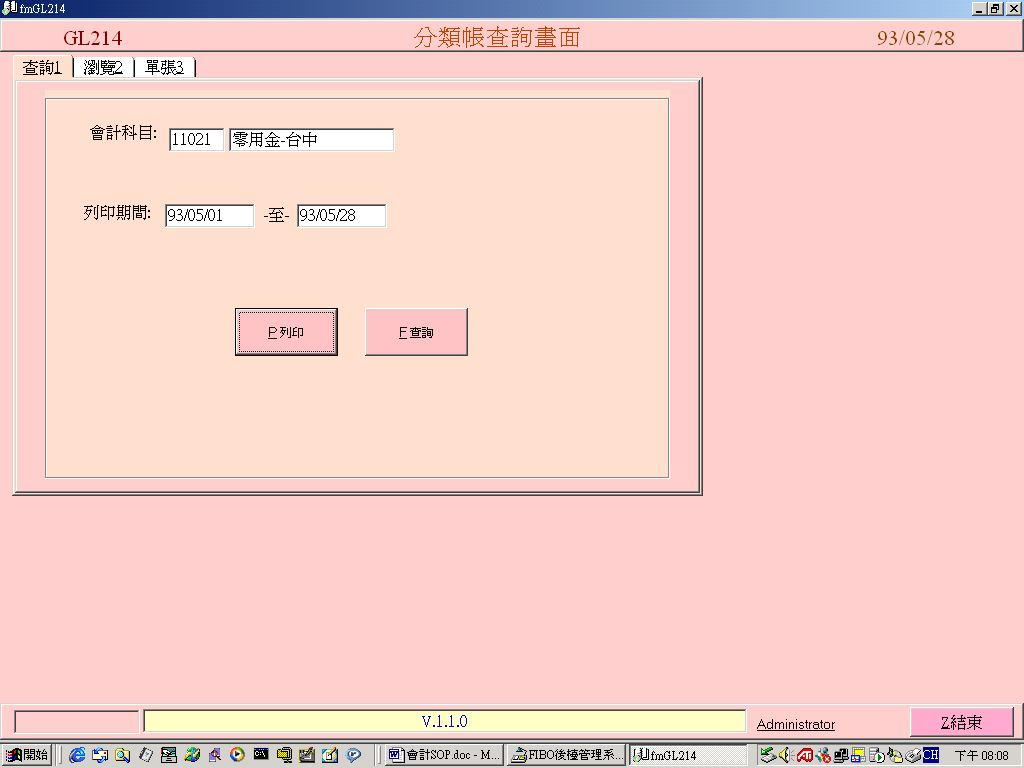 fmGL214
GL214 分類帳查詢畫面 93/05/28
查詢1 瀏覽2 單張3
會計科目: 11021 零用金-台中
列印期間: 93/05/01 -至- 93/05/28
P.列印 F.查詢
V.1.1.0 Administrator Z結束
開始 會計SOP.doc - M... FIBO後檯管理系... fmGL214 CH 下午 08:08